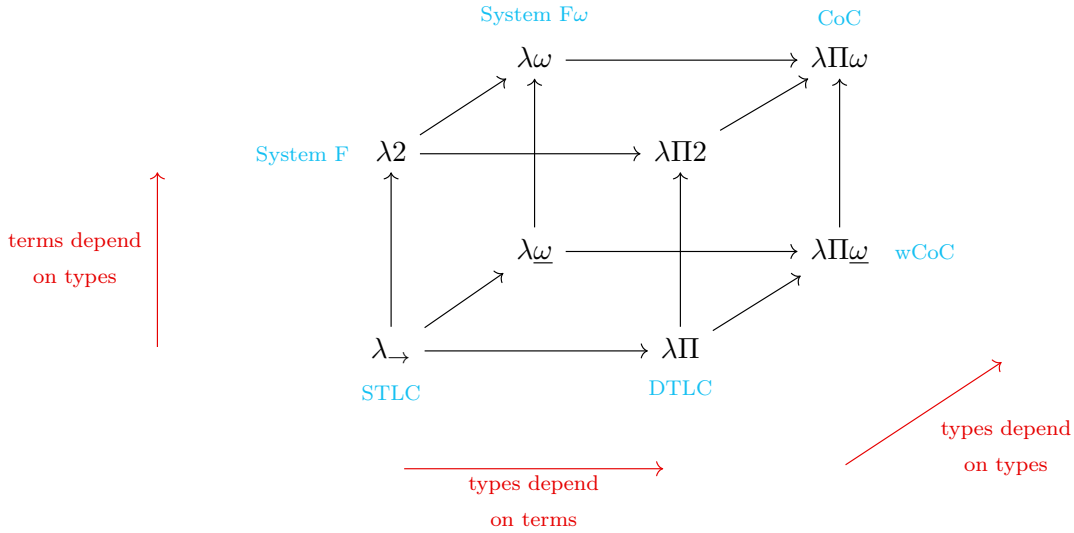 System Fω
CoC
λω
λΠω
System F
λ2
λΠ2
terms depend
on types
λω̲
λΠω̲
wCoC
λ→
λΠ
STLC
DTLC
types depend
on types
types depend
on terms